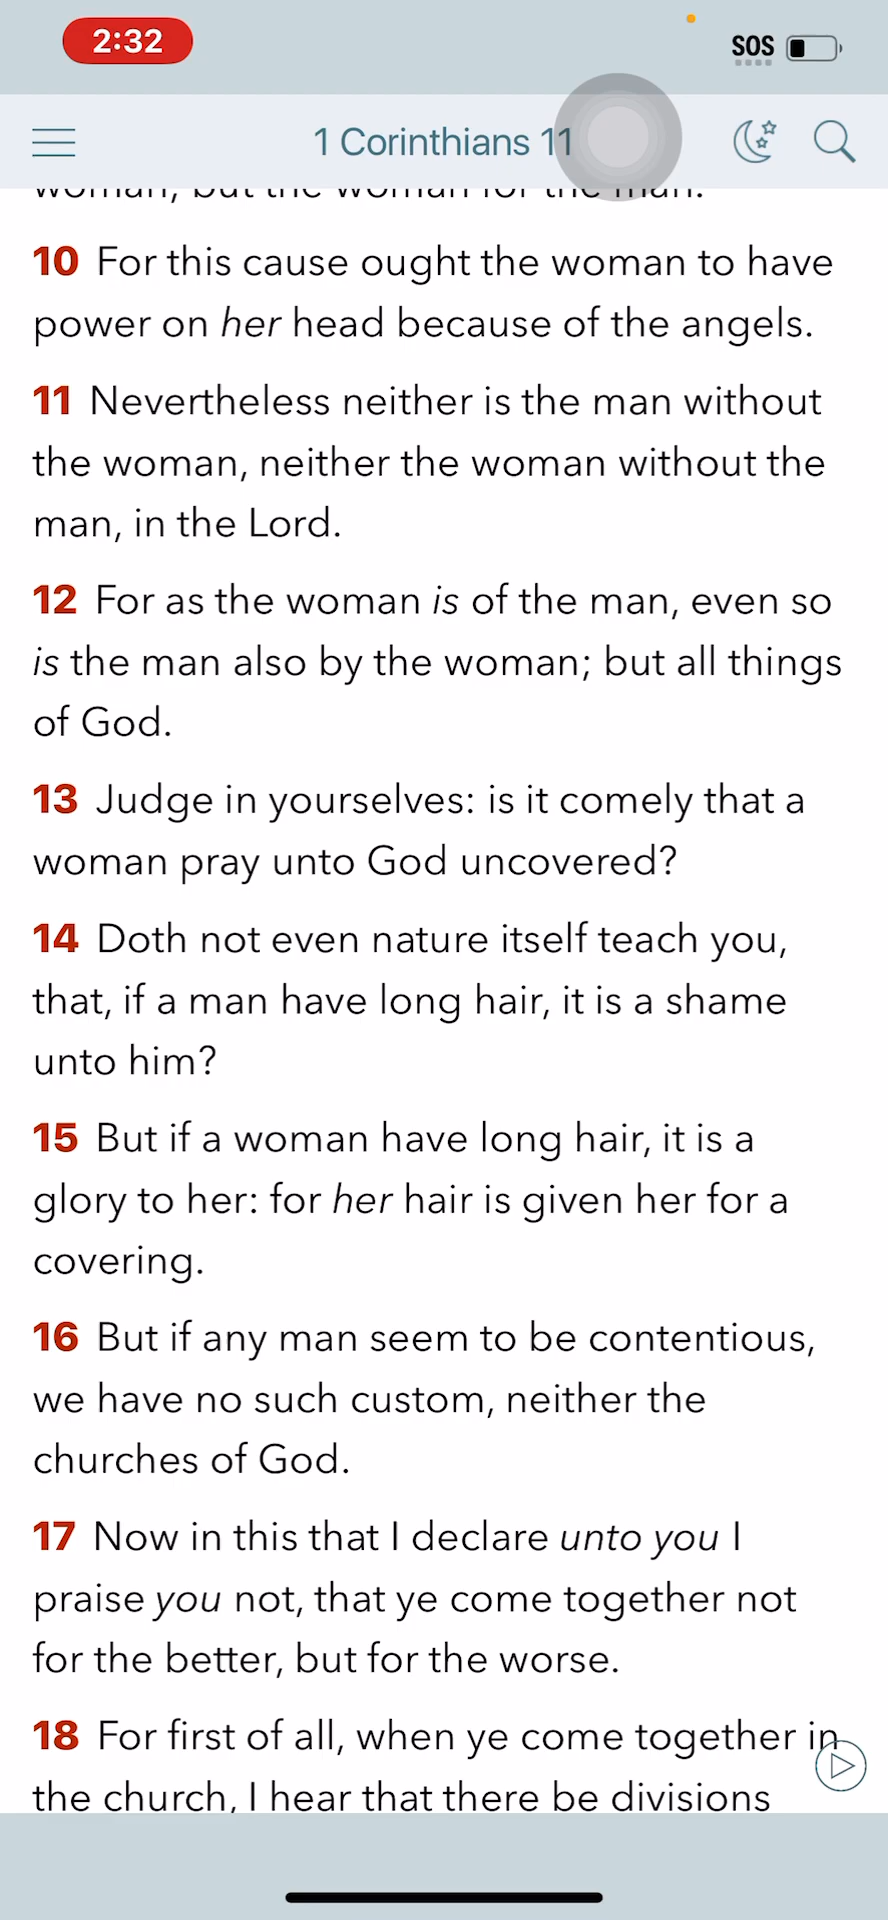 2:32
SOS
1 Corinthians 11
woman, but the woman for the man.
10 For this cause ought the woman to have
power on her head because of the angels.
11 Nevertheless neither is the man without
the woman, neither the woman without the
man, in the Lord.
12 For as the woman is of the man, even so
is the man also by the woman; but all things
of God.
13 Judge in yourselves: is it comely that a
woman pray unto God uncovered?
14 Doth not even nature itself teach you,
that, if a man have long hair, it is a shame
unto him?
15 But if a woman have long hair, it is a
glory to her: for her hair is given her for a
covering.
16 But if any man seem to be contentious,
we have no such custom, neither the
churches of God.
17 Now in this that I declare unto you I
praise you not, that ye come together not
for the better, but for the worse.
18 For first of all, when ye come together in
the church, I hear that there be divisions